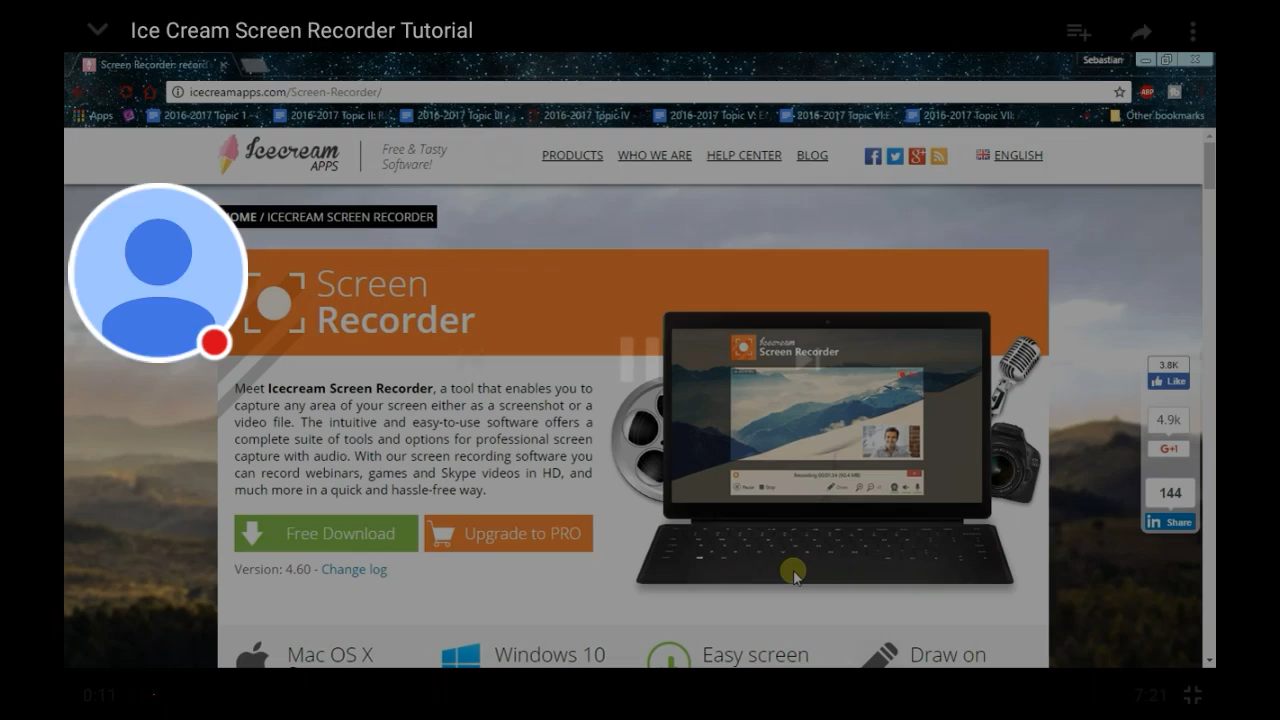 Ice Cream Screen Recorder Tutorial
Screen Recorder: record
Sebastian
icecreamapps.com/Screen-Recorder/
ABP
Apps
2016-2017 Topic 1
2016-2017 Topic II: R
2016-2017 Topic III
2016-2017 Topic IV
2016-2017 Topic V: E
2016-2017 Topic VI:
2016-2017 Topic VII:
Other bookmarks
Icecream
APPS
Free & Tasty
Software!
PRODUCTS
WHO WE ARE
HELP CENTER
BLOG
ENGLISH
OME / ICECREAM SCREEN RECORDER
Screen
Recorder
Icecream
Screen Recorder
Meet Icecream Screen Recorder, a tool that enables you to
capture any area of your screen either as a screenshot or a
video file. The intuitive and easy-to-use software offers a
complete suite of tools and options for professional screen
capture with audio. With our screen recording software you
can record webinars, games and Skype videos in HD, and
much more in a quick and hassle-free way.
Pause
Stop
3.8K
Like
4.9k
G+1
144
in Share
Free Download
Upgrade to PRO
Version: 4.60 - Change log
Mac OS X
Windows 10
Easy screen
Draw on
0:11
7:21